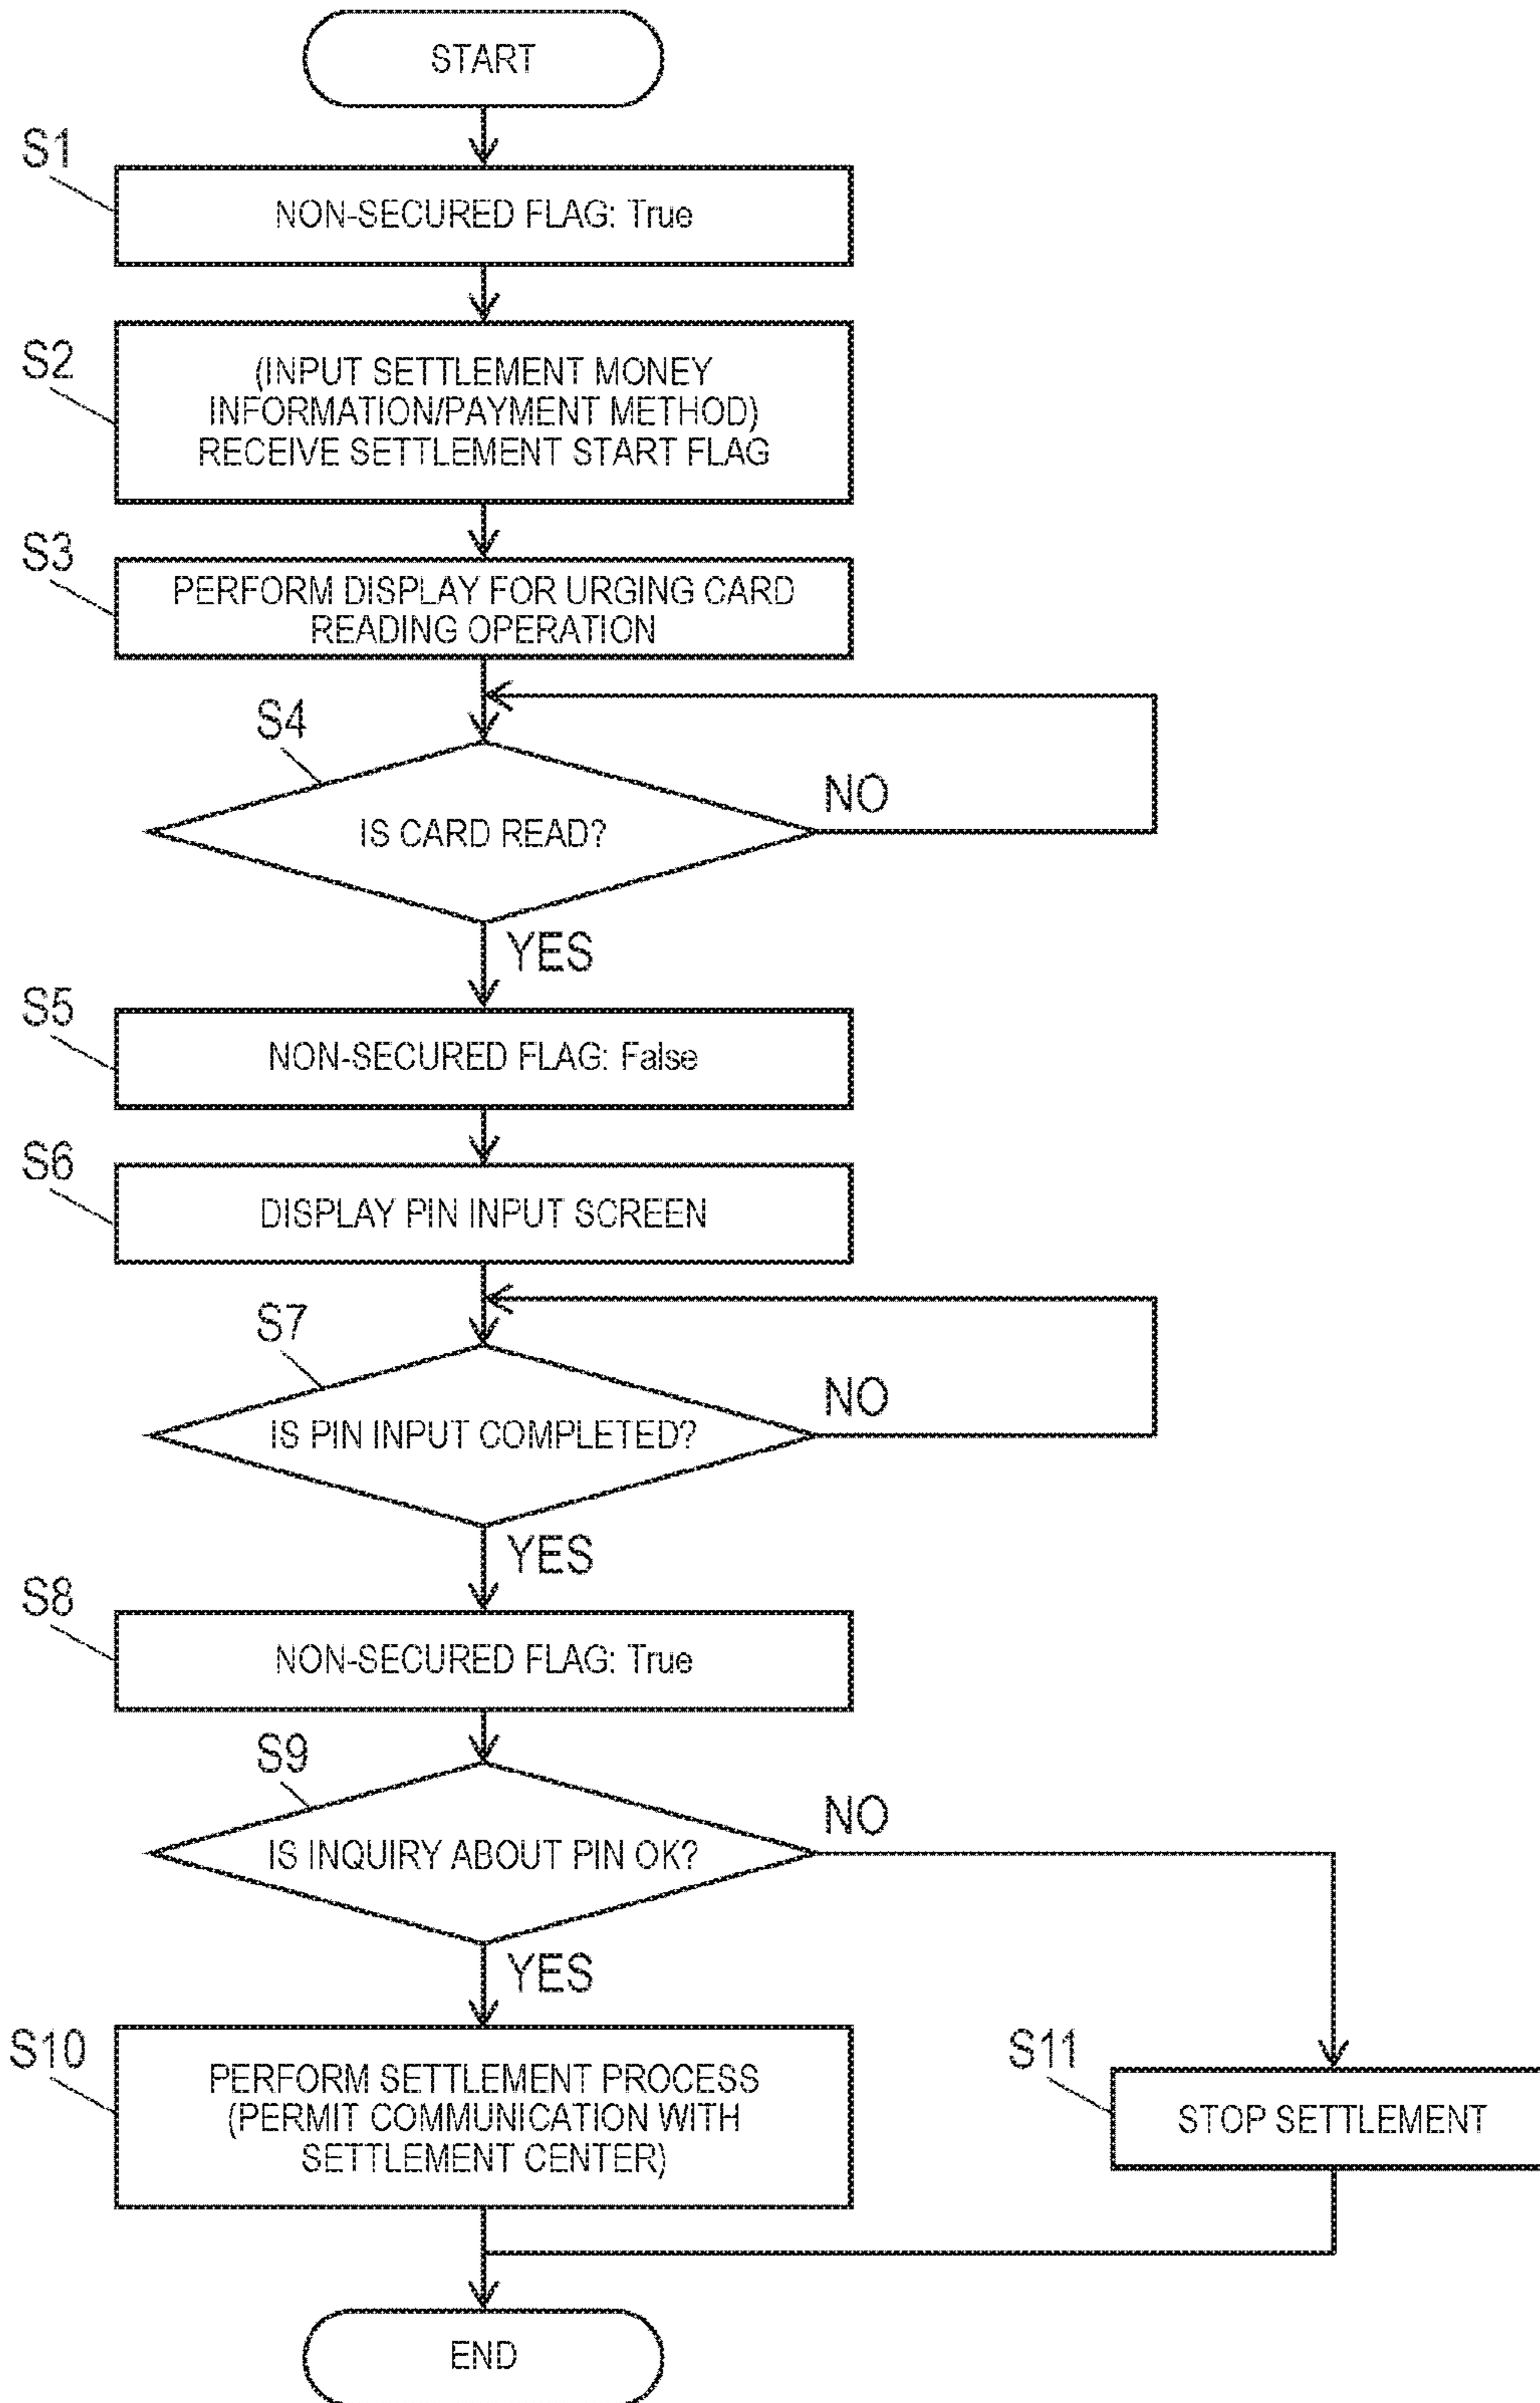 START
S1
NON-SECURED FLAG: True
S2
(INPUT SETTLEMENT MONEY
INFORMATION/PAYMENT METHOD)
RECEIVE SETTLEMENT START FLAG
S3
PERFORM DISPLAY FOR URGING CARD
READING OPERATION
S4
IS CARD READ?
NO
YES
S5
NON-SECURED FLAG: False
S6
DISPLAY PIN INPUT SCREEN
S7
IS PIN INPUT COMPLETED?
NO
YES
S8
NON-SECURED FLAG: True
S9
IS INQUIRY ABOUT PIN OK?
NO
YES
S10
PERFORM SETTLEMENT PROCESS
(PERMIT COMMUNICATION WITH
SETTLEMENT CENTER)
S11
STOP SETTLEMENT
END